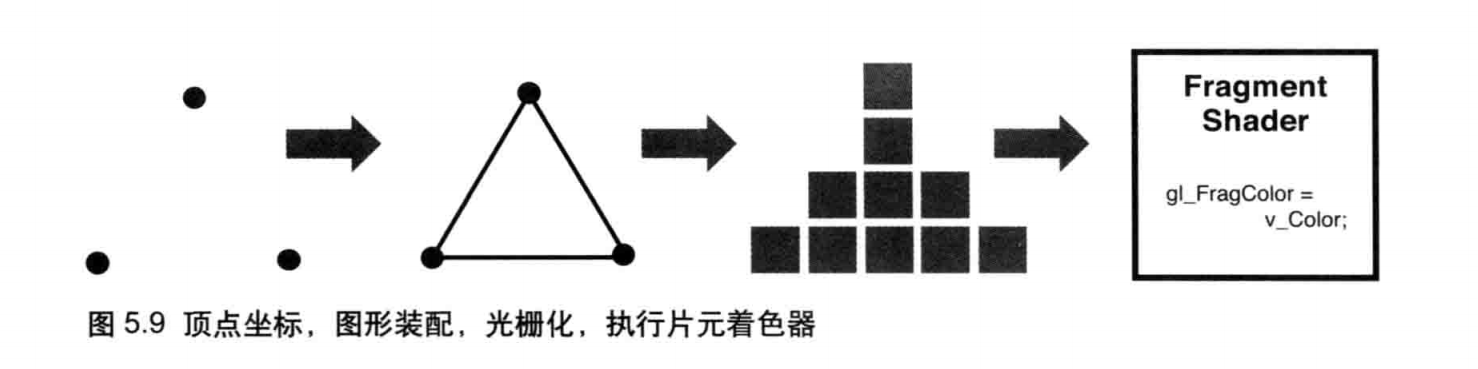 Fragment
Shader
gl_FragColor =
v_Color;
图 5.9 顶点坐标，图形装配，光栅化，执行片元着色器